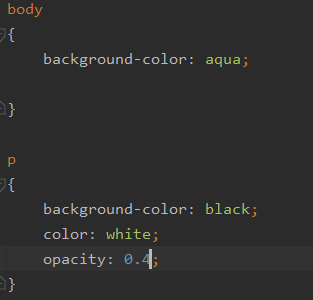 body
{
background-color: aqua;
}
p
{
background-color: black;
color: white;
opacity: 0.4;
}